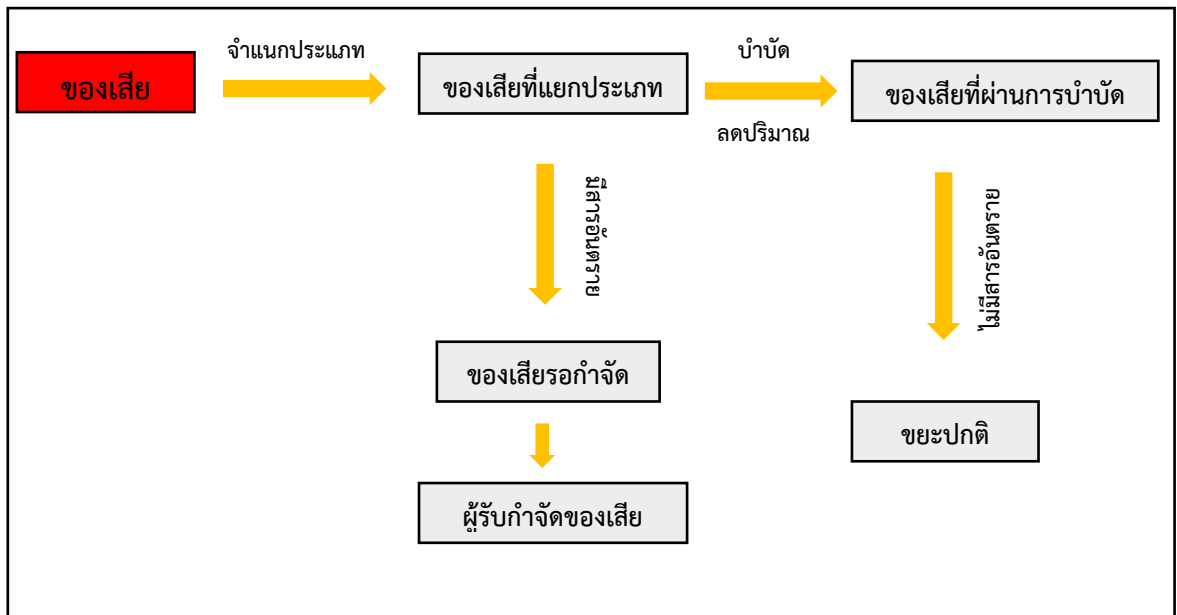 จำแนกประแภท
บำบัด
ของเสีย
ของเสียที่แยกประเภท
ของเสียที่ผ่านการบำบัด
ลดปริมาณ
มีสารอันตราย
ไม่มีสารอันตราย
ของเสียรอกำจัด
ขยะปกติ
ผู้รับกำจัดของเสีย